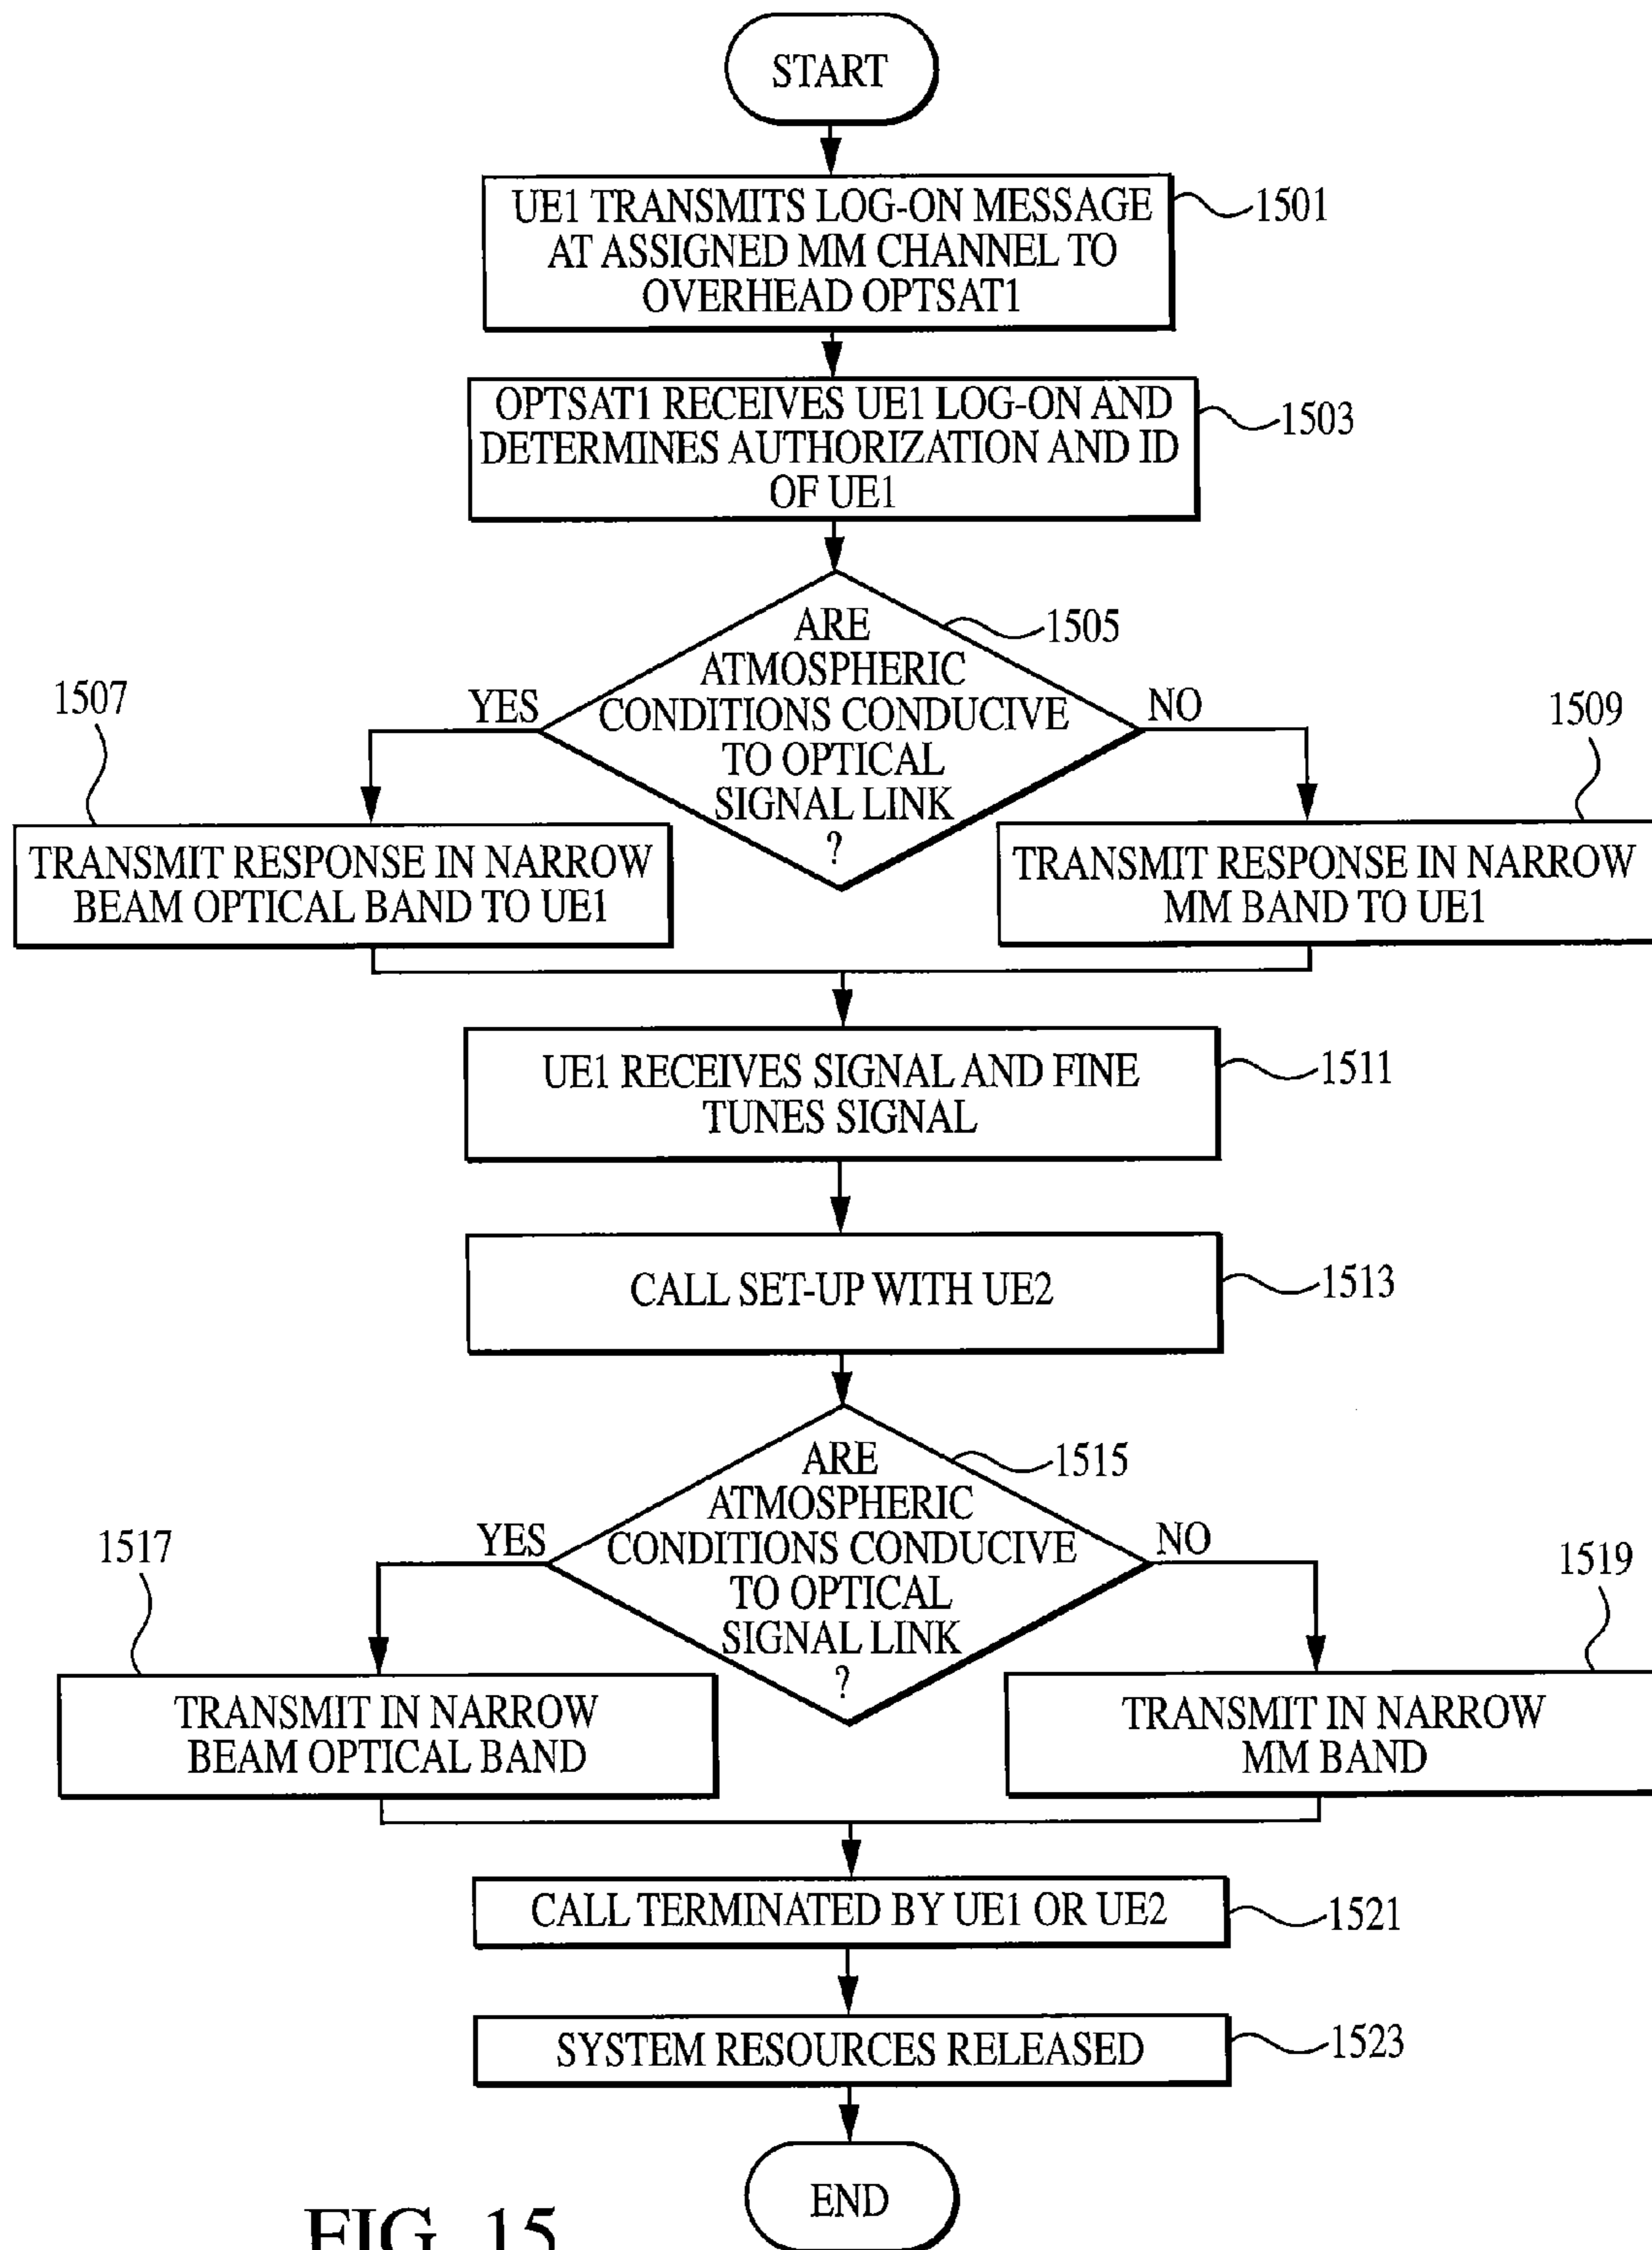 START
UE1 TRANSMITS LOG-ON MESSAGE
AT ASSIGNED MM CHANNEL TO
OVERHEAD OPTSAT1
1501
OPTSAT1 RECEIVES UE1 LOG-ON AND
DETERMINES AUTHORIZATION AND ID
OF UE1
1503
ARE
ATMOSPHERIC
CONDITIONS CONDUCIVE
TO OPTICAL
SIGNAL LINK
?
1505
YES
NO
1507
TRANSMIT RESPONSE IN NARROW
BEAM OPTICAL BAND TO UE1
1509
TRANSMIT RESPONSE IN NARROW
MM BAND TO UE1
UE1 RECEIVES SIGNAL AND FINE
TUNES SIGNAL
1511
CALL SET-UP WITH UE2
1513
ARE
ATMOSPHERIC
CONDITIONS CONDUCIVE
TO OPTICAL
SIGNAL LINK
?
1515
YES
NO
1517
TRANSMIT IN NARROW
BEAM OPTICAL BAND
1519
TRANSMIT IN NARROW
MM BAND
CALL TERMINATED BY UE1 OR UE2
1521
SYSTEM RESOURCES RELEASED
1523
END
FIG. 15